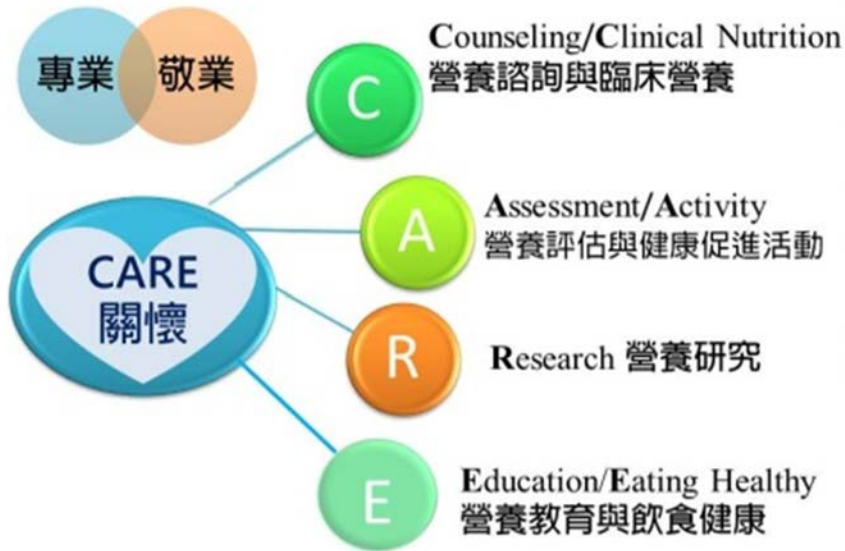 專業 敬業
C
Counseling/Clinical Nutrition
營養諮詢與臨床營養
A
Assessment/Activity
營養評估與健康促進活動
CARE
關懷
R
Research 營養研究
E
Education/Eating Healthy
營養教育與飲食健康